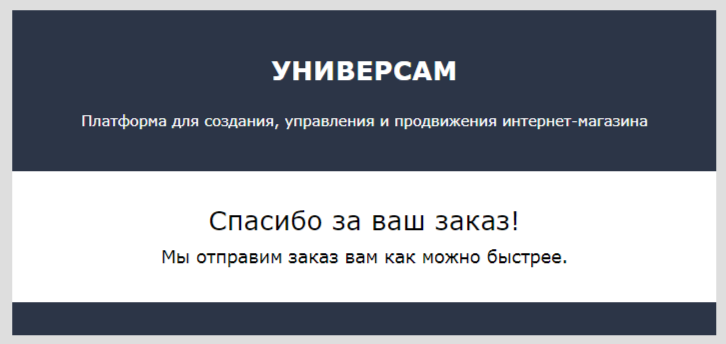 УНИВЕРСАМ
Платформа для создания, управления и продвижения интернет-магазина
Спасибо за ваш заказ!
Мы отправим заказ вам как можно быстрее.